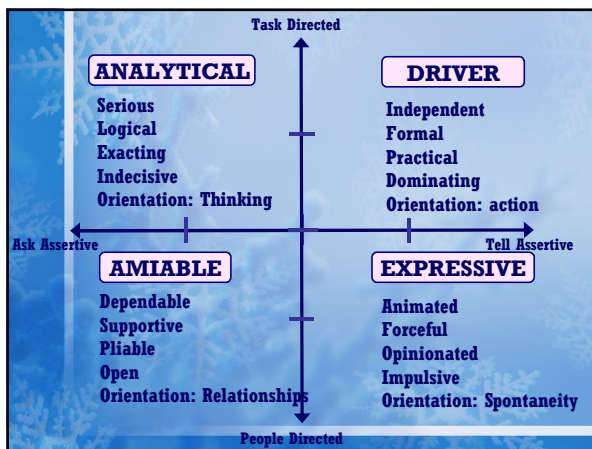 Task Directed
ANALYTICAL
Serious
Logical
Exacting
Indecisive
Orientation: Thinking
DRIVER
Independent
Formal
Practical
Dominating
Orientation: action
Ask Assertive
Tell Assertive
AMIABLE
Dependable
Supportive
Pliable
Open
Orientation: Relationships
EXPRESSIVE
Animated
Forceful
Opinionated
Impulsive
Orientation: Spontaneity
People Directed